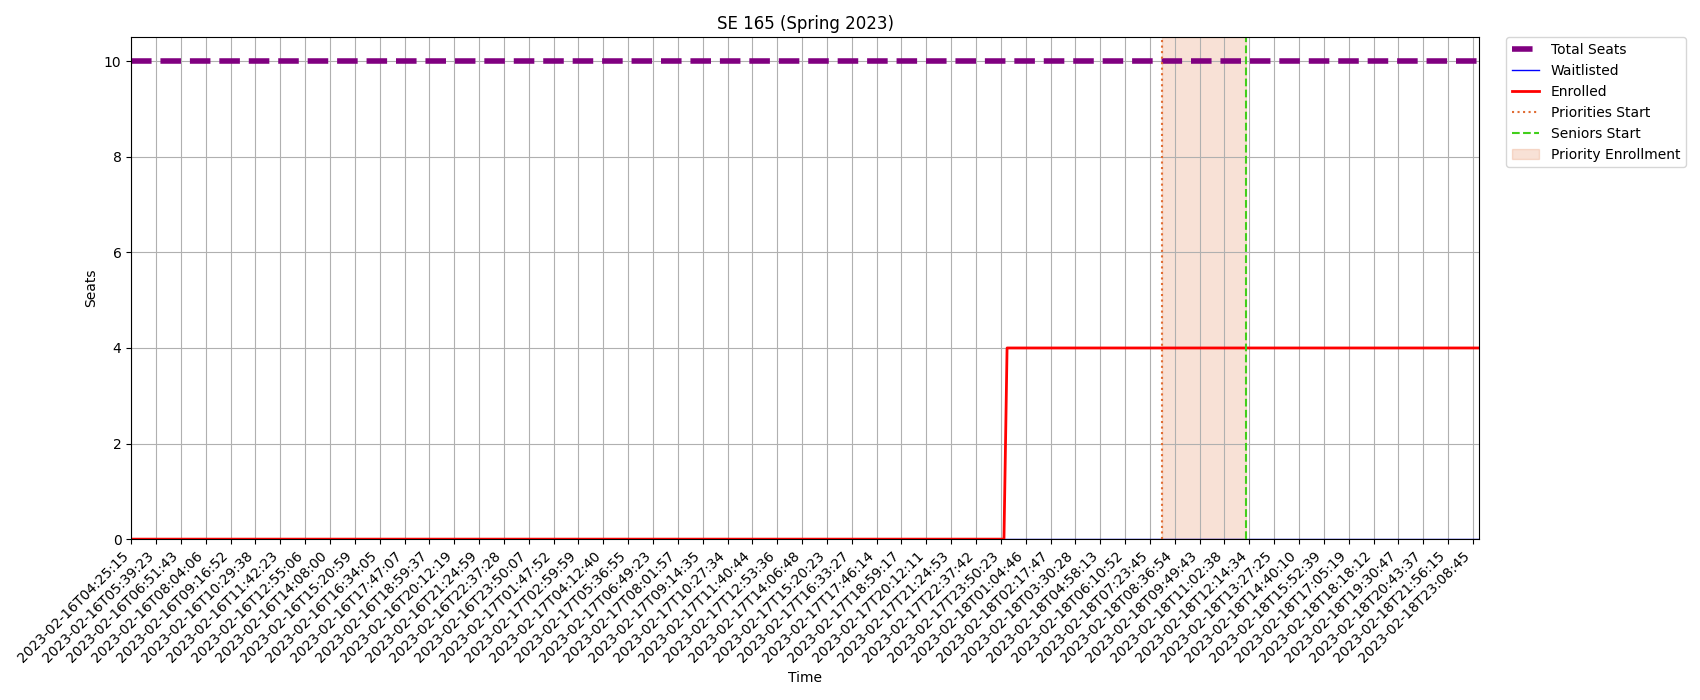 SE 165 (Spring 2023)
Total Seats
Waitlisted
Enrolled
Priorities Start
Seniors Start
Priority Enrollment
Seats
10
8
6
4
2
0
2023-02-16T04:25:15
2023-02-16T05:39:23
2023-02-16T06:51:43
2023-02-16T08:04:06
2023-02-16T09:16:52
2023-02-16T10:29:38
2023-02-16T11:42:23
2023-02-16T12:55:06
2023-02-16T14:08:00
2023-02-16T15:20:59
2023-02-16T16:34:05
2023-02-16T17:47:07
2023-02-16T18:59:37
2023-02-16T20:12:19
2023-02-16T21:24:59
2023-02-16T22:37:28
2023-02-16T23:50:07
2023-02-17T01:47:52
2023-02-17T02:59:59
2023-02-17T04:12:40
2023-02-17T05:36:55
2023-02-17T06:49:23
2023-02-17T08:01:57
2023-02-17T09:14:35
2023-02-17T10:27:34
2023-02-17T11:40:44
2023-02-17T12:53:36
2023-02-17T14:06:48
2023-02-17T15:20:23
2023-02-17T16:33:27
2023-02-17T17:46:14
2023-02-17T18:59:17
2023-02-17T20:12:11
2023-02-17T21:24:53
2023-02-17T22:37:42
2023-02-17T23:50:23
2023-02-18T01:04:46
2023-02-18T02:17:47
2023-02-18T03:30:28
2023-02-18T04:58:13
2023-02-18T06:10:52
2023-02-18T07:23:45
2023-02-18T08:36:54
2023-02-18T09:49:43
2023-02-18T11:02:38
2023-02-18T12:14:34
2023-02-18T13:27:25
2023-02-18T14:40:10
2023-02-18T15:52:39
2023-02-18T17:05:19
2023-02-18T18:18:12
2023-02-18T19:30:47
2023-02-18T20:43:37
2023-02-18T21:56:15
2023-02-18T23:08:45
Time